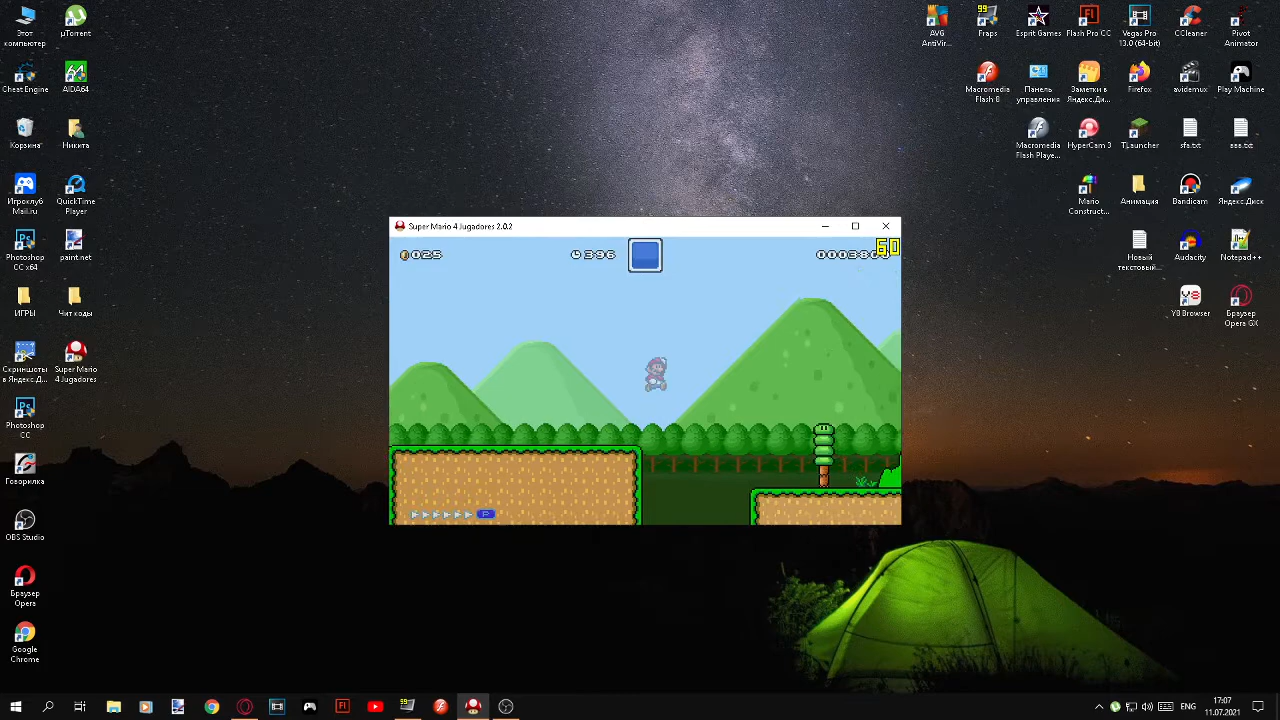 Этот
компьютер
µTorrent
Cheat Engine
AIDA64
Корзина
Никита
Игроклуб
Mail.ru
QuickTime
Player
Photoshop
CC x64
paint.net
ИГРЫ
Чит коды
Скриншоты
в Яндекс.Д...
Super Mario
4 Jugadores
Photoshop
CC
Говорилка
OBS Studio
Браузер
Opera
Google
Chrome
AVG
AntiVir...
99
Fraps
Esprit Games
Flash Pro CC
Vegas Pro
13.0 (64-bit)
CCleaner
Pivot
Animator
Macromedia
Flash 8
Панель
управления
Заметки в
Яндекс.Ди...
Firefox
avidemux
Play Machine
Macromedia
Flash Playe...
HyperCam 3
TLauncher
sfa.txt
Mario
Constructo...
Анимация
Bandicam
Яндекс.Диск
Новый
текстовый...
Audacity
Notepad++
Y8 Browser
Браузер
Opera GX
Super Mario 4 Jugadores 2.0.2
025
396
60
P
ENG
17:07
11.07.2021